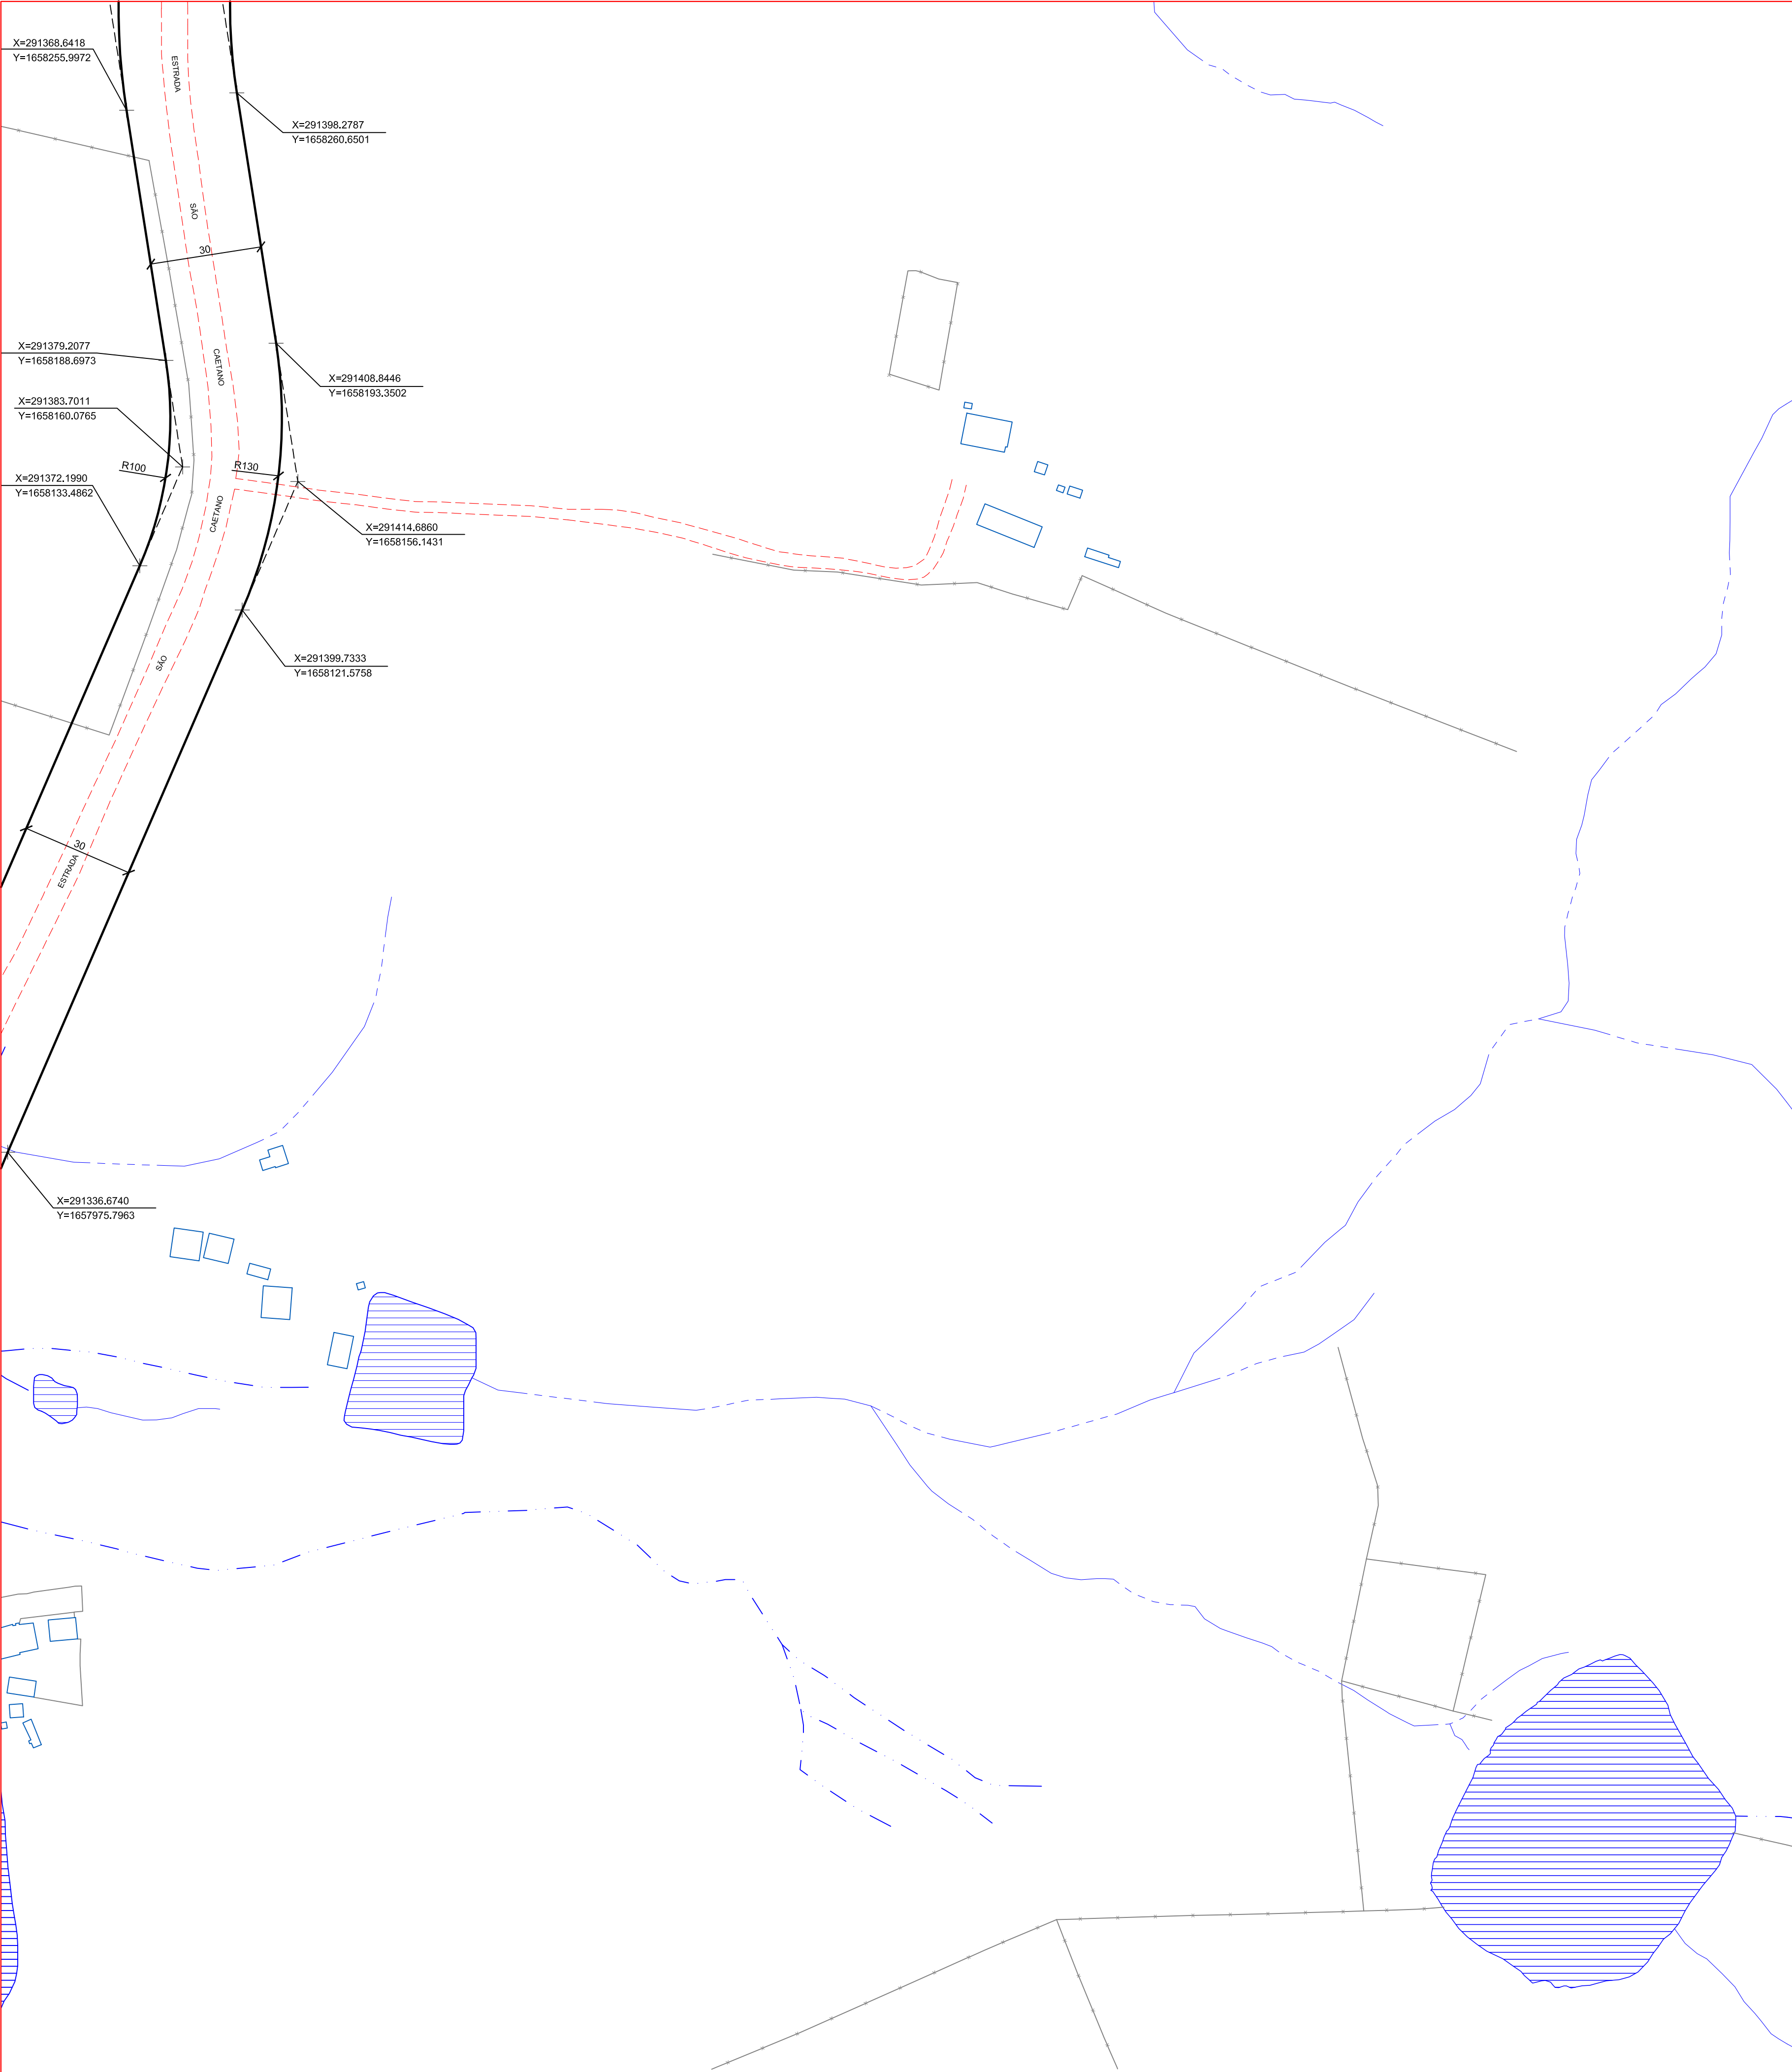 X=291368.6418
Y=1658255.9972
ESTRADA
X=291398.2787
Y=1658260.6501
SÃO
30
X=291379.2077
Y=1658188.6973
CAETANO
X=291408.8446
Y=1658193.3502
X=291383.7011
Y=1658160.0765
R100
R130
X=291372.1990
Y=1658133.4862
CAETANO
X=291414.6860
Y=1658156.1431
SÃO
X=291399.7333
Y=1658121.5758
30
ESTRADA
X=291336.6740
Y=1657975.7963